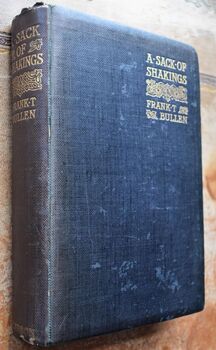 A SACK
OF
SHAKINGS
FRANK·T
BULLEN
A·SACK·OF
SHAKINGS
FRANK·T
BULLEN